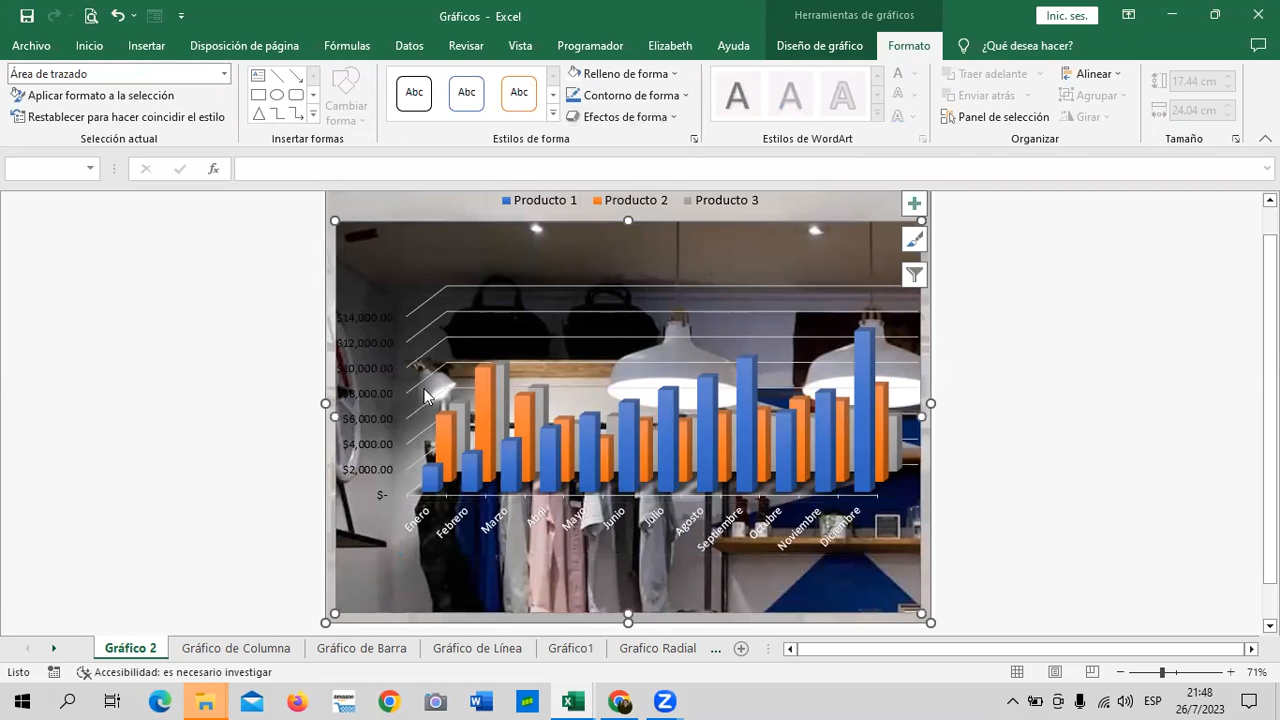 Gráficos - Excel
Herramientas de gráficos
Inic. ses.
Archivo Inicio Insertar Disposición de página Fórmulas Datos Revisar Vista Programador Elizabeth Ayuda Diseño de gráfico Formato ¿Qué desea hacer?
Área de trazado
Aplicar formato a la selección
Restablecer para hacer coincidir el estilo
Selección actual
Cambiar
forma
Insertar formas
Abc Abc Abc
Relleno de forma
Contorno de forma
Efectos de forma
Estilos de forma
A A A
A
A
A
Estilos de WordArt
Traer adelante
Enviar atrás
Panel de selección
Alinear
Agrupar
Girar
Organizar
17.44 cm
24.04 cm
Tamaño
fx
Producto 1 Producto 2 Producto 3
$14,000.00
$12,000.00
$10,000.00
$8,000.00
$6,000.00
$4,000.00
$2,000.00
$-
Enero
Febrero
Marzo
Abril
Mayo
Junio
Julio
Agosto
Septiembre
Octubre
Noviembre
Diciembre
Gráfico 2 Gráfico de Columna Gráfico de Barra Gráfico de Línea Gráfico1 Grafico Radial ...
Listo Accesibilidad: es necesario investigar 71%
amazon
ESP
21:48
26/7/2023